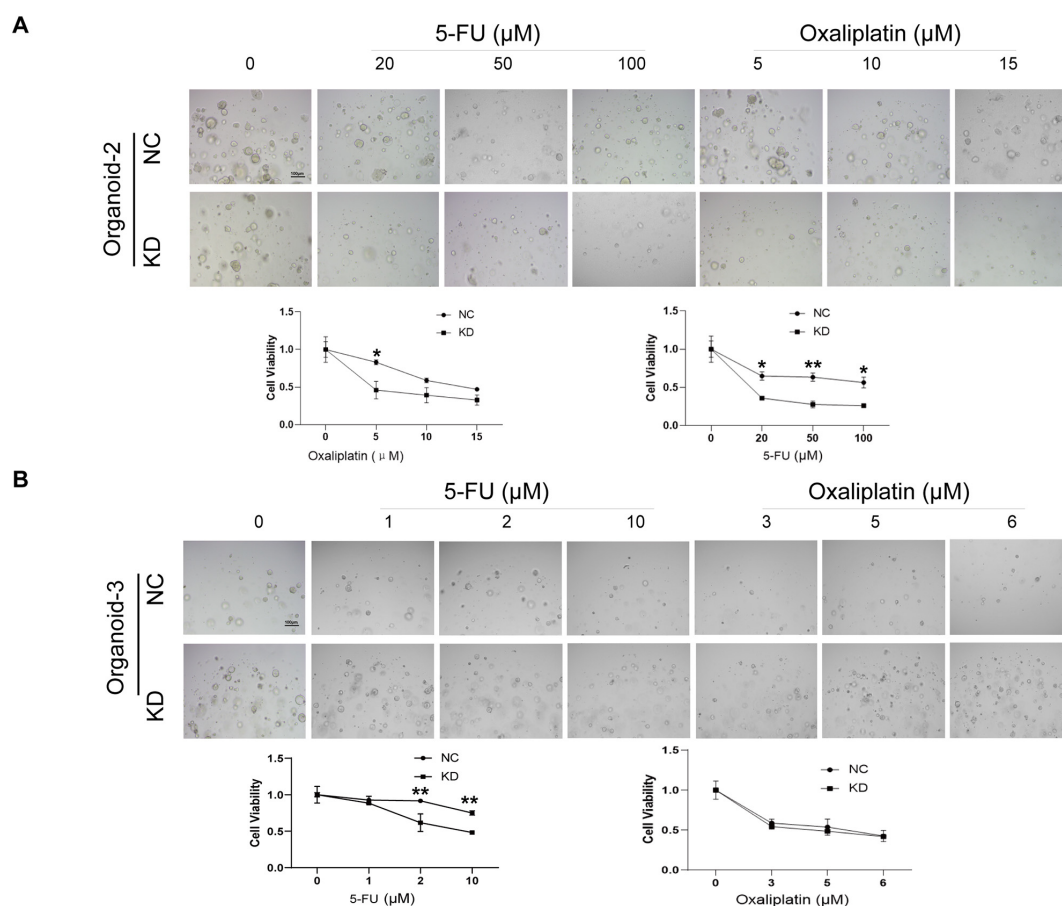 A
5-FU (μM)
Oxaliplatin (μM)
0
20
50
100
5
10
15
Organoid-2
NC
KD
100μm
1.5
1.0
0.5
0.0
Cell Viability
NC
KD
*
0
5
10
15
Oxaliplatin ( μ M)
1.5
1.0
0.5
0.0
Cell Viability
NC
KD
*
**
*
0
20
50
100
5-FU (μM)
B
5-FU (μM)
Oxaliplatin (μM)
0
1
2
10
3
5
6
Organoid-3
NC
KD
100μm
1.5
1.0
0.5
0.0
Cell Viability
NC
KD
**
**
0
1
2
10
5-FU (μM)
1.5
1.0
0.5
0.0
Cell Viability
NC
KD
0
3
5
6
Oxaliplatin (μM)